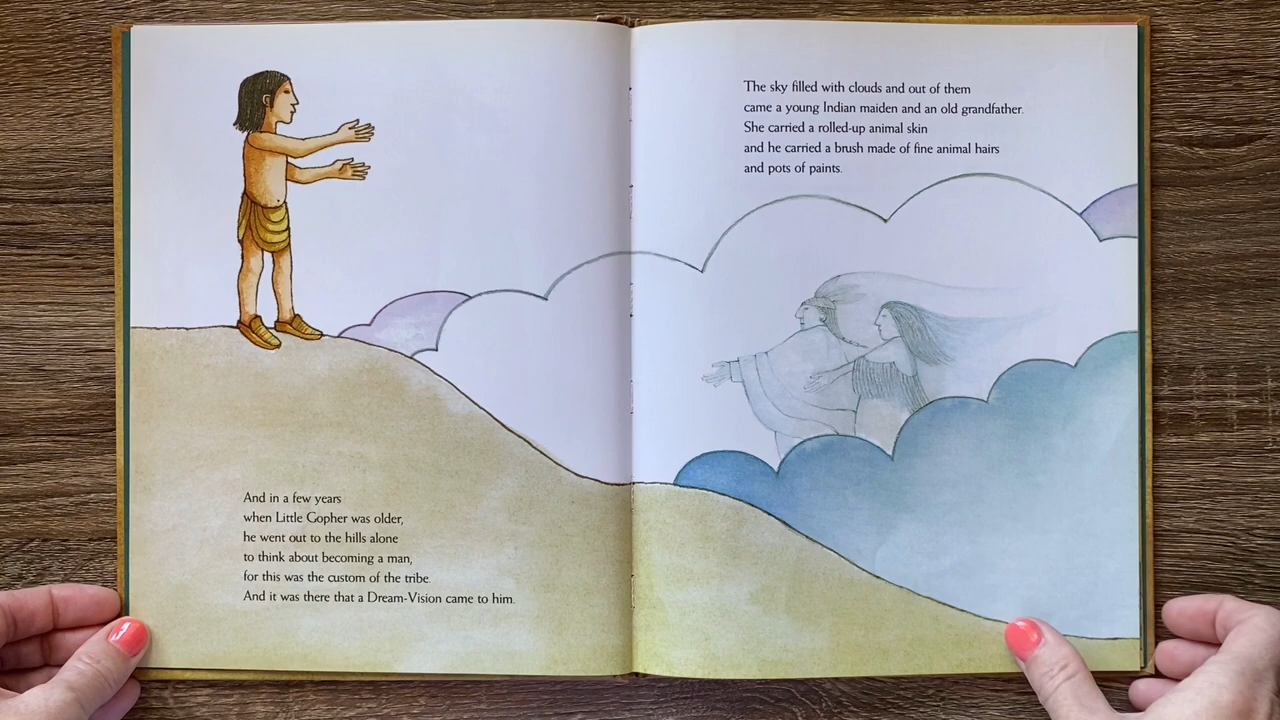 And in a few years
when Little Gopher was older,
he went out to the hills alone
to think about becoming a man,
for this was the custom of the tribe.
And it was there that a Dream-Vision came to him.
The sky filled with clouds and out of them
came a young Indian maiden and an old grandfather.
She carried a rolled-up animal skin
and he carried a brush made of fine animal hairs
and pots of paints.